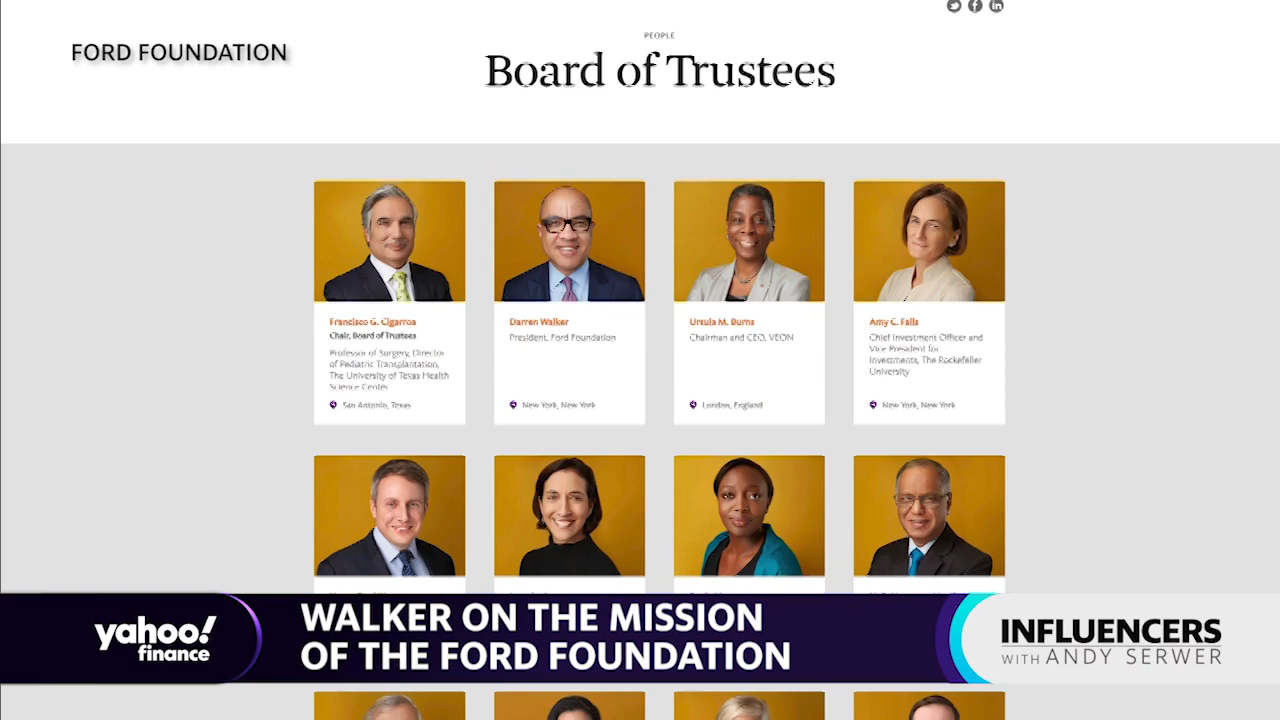 FORD FOUNDATION
PEOPLE
Board of Trustees
Francisco G. Cigarroa
Chair, Board of Trustees
Professor of Surgery, Director
of Pediatric Transplantation,
The University of Texas Health
Science Center
San Antonio, Texas
Darren Walker
President, Ford Foundation
New York, New York
Ursula M. Burns
Chairman and CEO, VEON
London, England
Amy C. Falls
Chief Investment Officer and
Vice President for
Investments, The Rockefeller
University
New York, New York
yahoo!
finance
WALKER ON THE MISSION
OF THE FORD FOUNDATION
INFLUENCERS
WITH ANDY SERWER